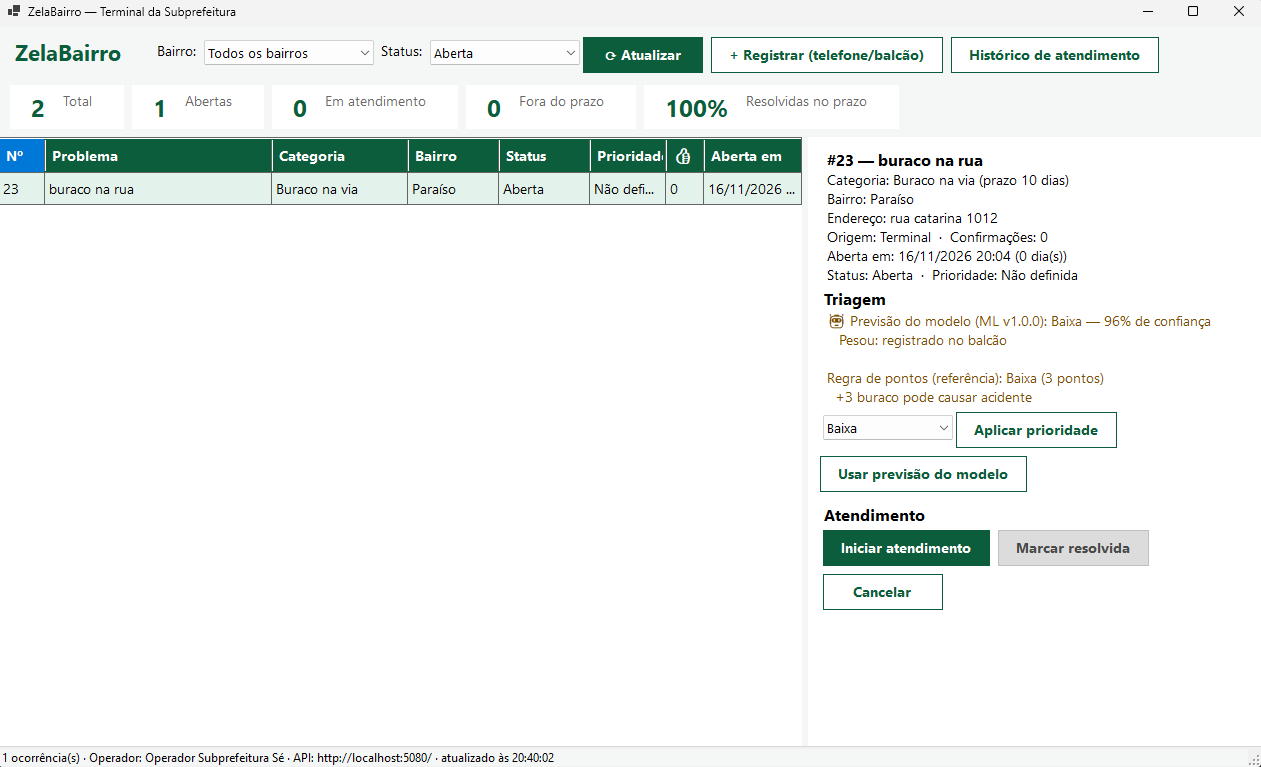 ZelaBairro — Terminal da Subprefeitura
ZelaBairro Bairro: Todos os bairros Status: Aberta ⟳ Atualizar + Registrar (telefone/balcão) Histórico de atendimento
2 Total 1 Abertas 0 Em atendimento 0 Fora do prazo 100% Resolvidas no prazo
Nº Problema Categoria Bairro Status Prioridad 👍 Aberta em
23 buraco na rua Buraco na via Paraíso Aberta Não defi... 0 16/11/2026 ...
#23 — buraco na rua
Categoria: Buraco na via (prazo 10 dias)
Bairro: Paraíso
Endereço: rua catarina 1012
Origem: Terminal · Confirmações: 0
Aberta em: 16/11/2026 20:04 (0 dia(s))
Status: Aberta · Prioridade: Não definida
Triagem
🤖 Previsão do modelo (ML v1.0.0): Baixa — 96% de confiança
Pesou: registrado no balcão
Regra de pontos (referência): Baixa (3 pontos)
+3 buraco pode causar acidente
Baixa Aplicar prioridade
Usar previsão do modelo
Atendimento
Iniciar atendimento Marcar resolvida
Cancelar
1 ocorrência(s) · Operador: Operador Subprefeitura Sé · API: http://localhost:5080/ · atualizado às 20:40:02